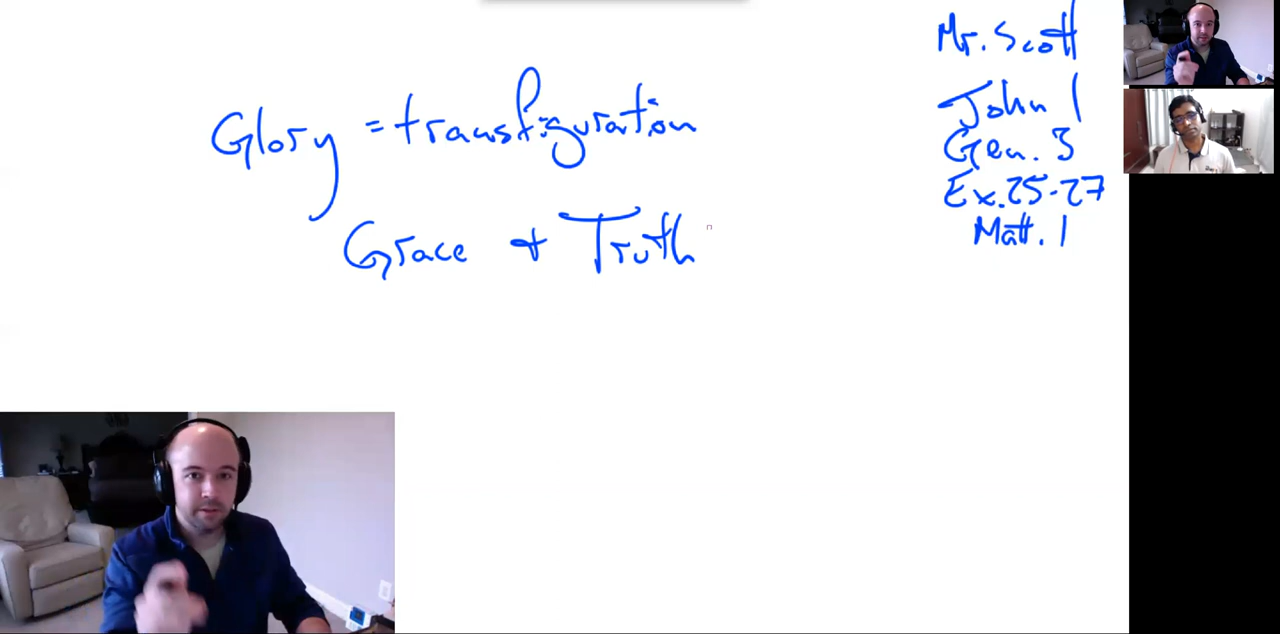 Glory = transfiguration
Grace + Truth
Mr. Scott
John 1
Gen. 3
Ex. 25-27
Matt. 1